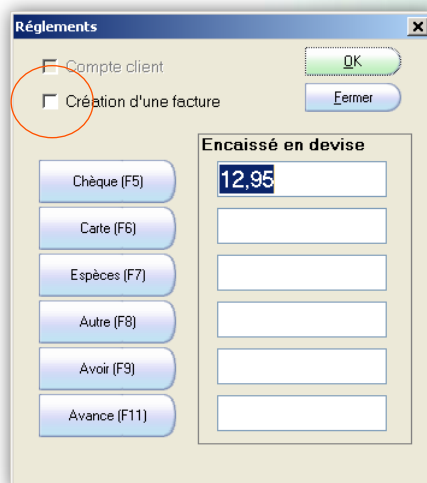 Réglements
Compte client
OK
Création d'une facture
Fermer
Encaissé en devise
Chèque (F5)
12,95
Carte (F6)
Espèces (F7)
Autre (F8)
Avoir (F9)
Avance (F11)